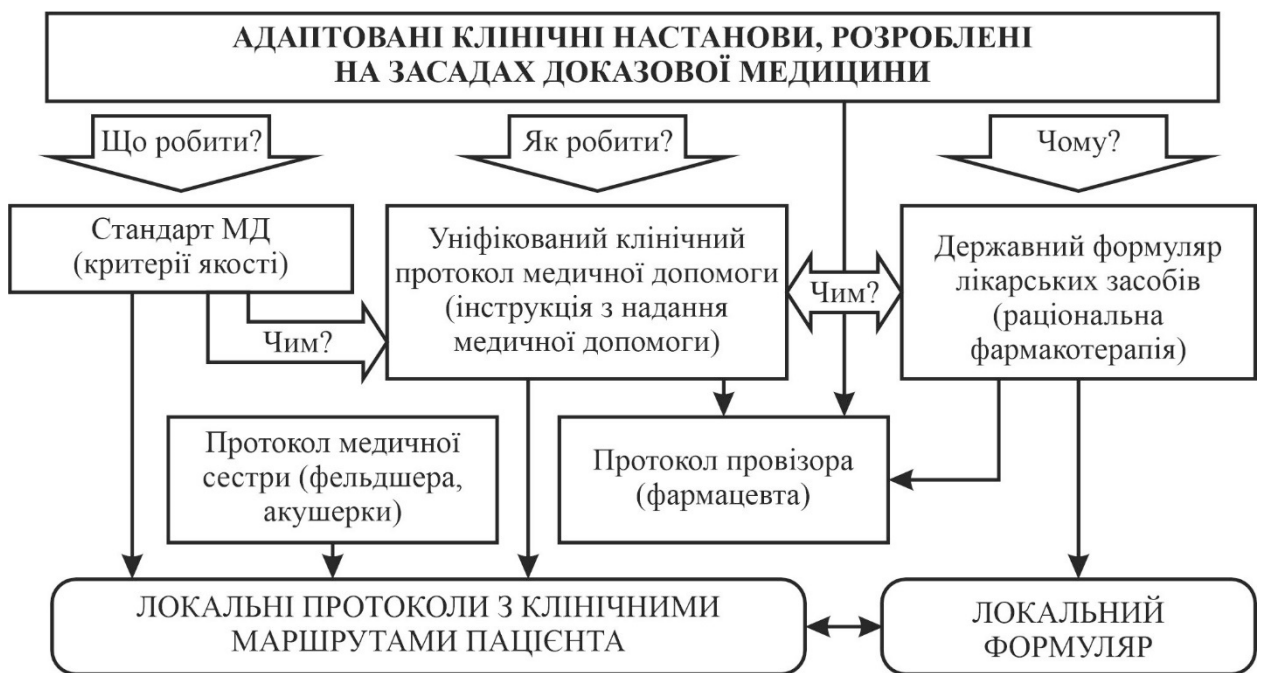 АДАПТОВАНІ КЛІНІЧНІ НАСТАНОВИ, РОЗРОБЛЕНІ
НА ЗАСАДАХ ДОКАЗОВОЇ МЕДИЦИНИ
Що робити?
Як робити?
Чому?
Стандарт МД
(критерії якості)
Уніфікований клінічний
протокол медичної допомоги
(інструкція з надання
медичної допомоги)
Чим?
Чим?
Державний формуляр
лікарських засобів
(раціональна
фармакотерапія)
Протокол медичної
сестри (фельдшера,
акушерки)
Протокол провізора
(фармацевта)
ЛОКАЛЬНІ ПРОТОКОЛИ З КЛІНІЧНИМИ
МАРШРУТАМИ ПАЦІЄНТА
ЛОКАЛЬНИЙ
ФОРМУЛЯР